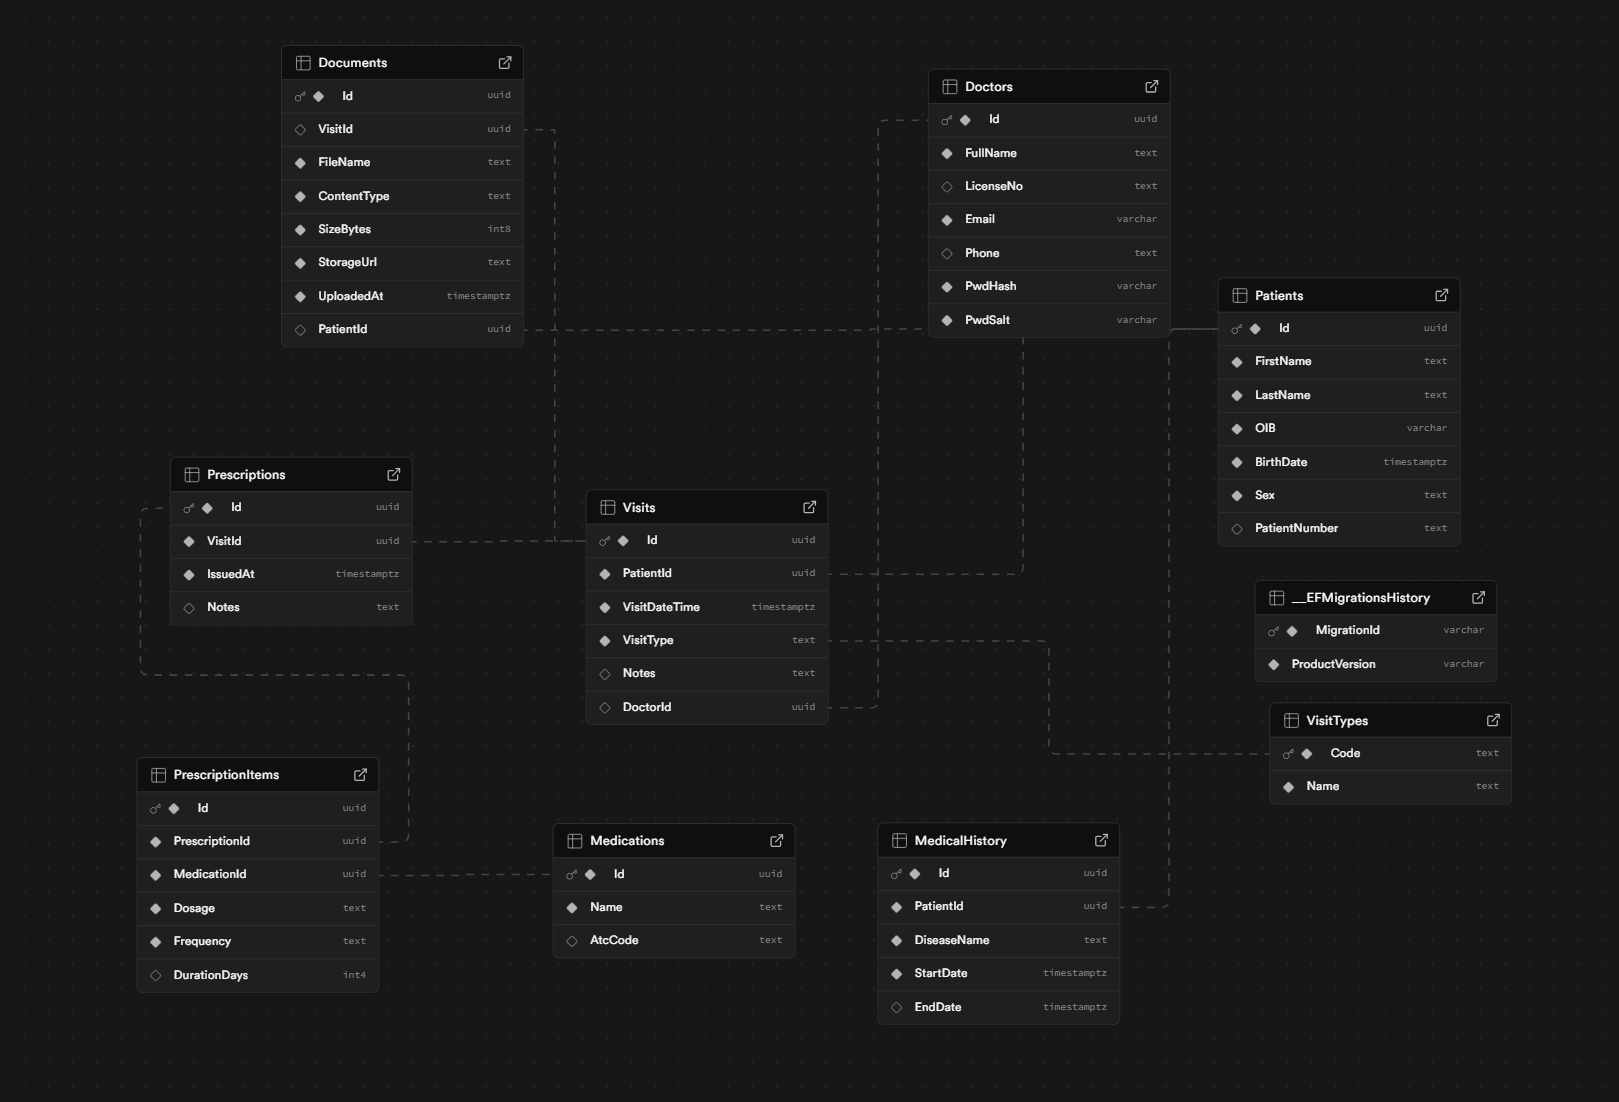 Documents
Id uuid
VisitId uuid
FileName text
ContentType text
SizeBytes int8
StorageUrl text
UploadedAt timestamptz
PatientId uuid
Doctors
Id uuid
FullName text
LicenseNo text
Email varchar
Phone text
PwdHash varchar
PwdSalt varchar
Patients
Id uuid
FirstName text
LastName text
OIB varchar
BirthDate timestamptz
Sex text
PatientNumber text
Prescriptions
Id uuid
VisitId uuid
IssuedAt timestamptz
Notes text
Visits
Id uuid
PatientId uuid
VisitDateTime timestamptz
VisitType text
Notes text
DoctorId uuid
__EFMigrationsHistory
MigrationId varchar
ProductVersion varchar
VisitTypes
Code text
Name text
PrescriptionItems
Id uuid
PrescriptionId uuid
MedicationId uuid
Dosage text
Frequency text
DurationDays int4
Medications
Id uuid
Name text
AtcCode text
MedicalHistory
Id uuid
PatientId uuid
DiseaseName text
StartDate timestamptz
EndDate timestamptz